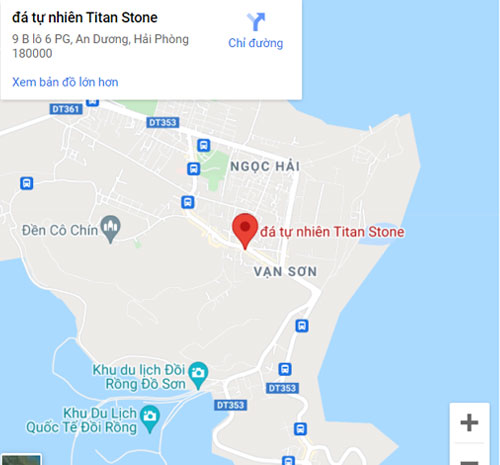 đá tự nhiên Titan Stone
9 B lô 6 PG, An Dương, Hải Phòng
180000
Chỉ đường
Xem bản đồ lớn hơn
DT361
DT353
NGỌC HẢI
Đền Cô Chín
đá tự nhiên Titan Stone
VẠN SƠN
Khu du lịch Đồi
Rồng Đồ Sơn
DT353
DT353
Khu Du Lịch
Quốc Tế Đồi Rồng
DT353